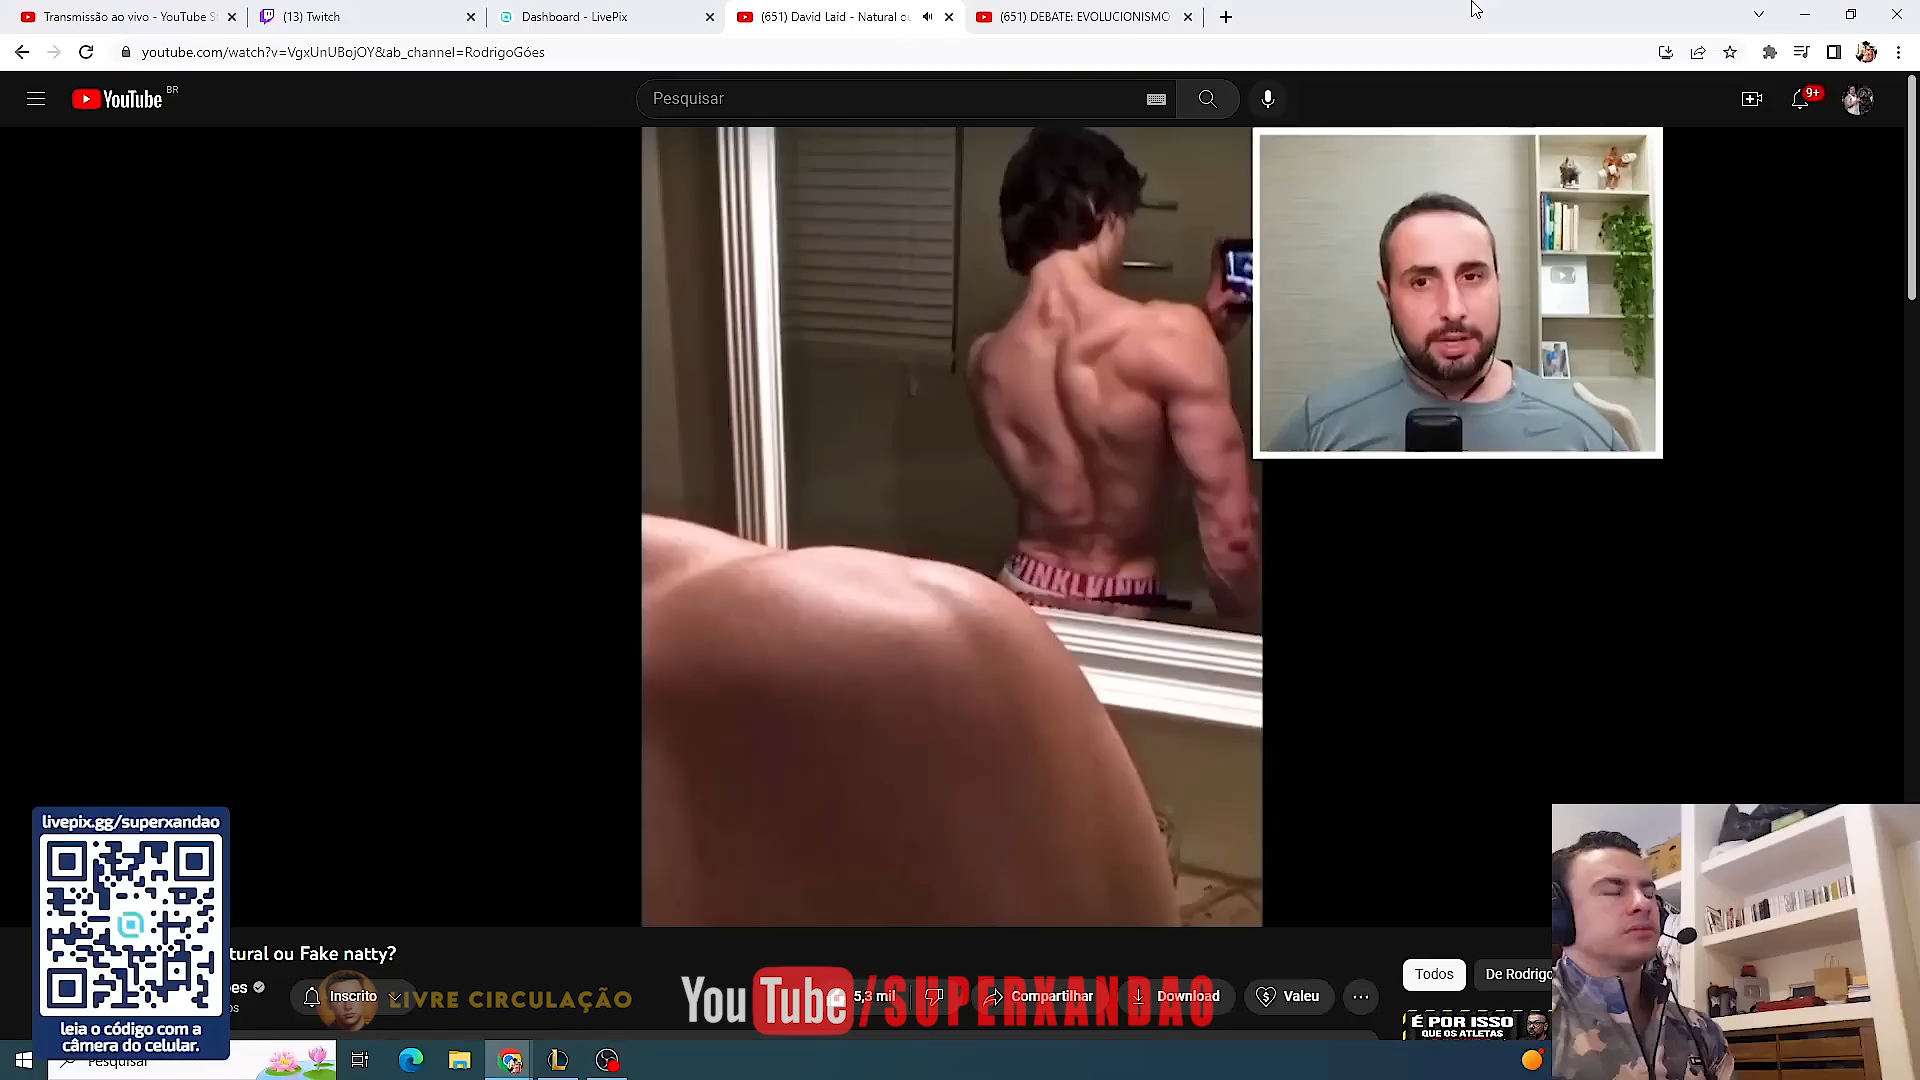 Transmissão ao vivo - YouTube S
(13) Twitch
Dashboard - LivePix
(651) David Laid - Natural ou
(651) DEBATE: EVOLUCIONISMO
youtube.com/watch?v=VgxUnUBojOY&ab_channel=RodrigoGóes
YouTube BR
Pesquisar
9+
livepix.gg/superxandao
leia o código com a
câmera do celular.
tural ou Fake natty?
es
os
Inscrito
LIVRE CIRCULAÇÃO
YouTube/SUPERXANDAO
5,3 mil
Compartilhar
Download
Valeu
Todos
De Rodrigo
É POR ISSO
QUE OS ATLETAS
Pesquisar